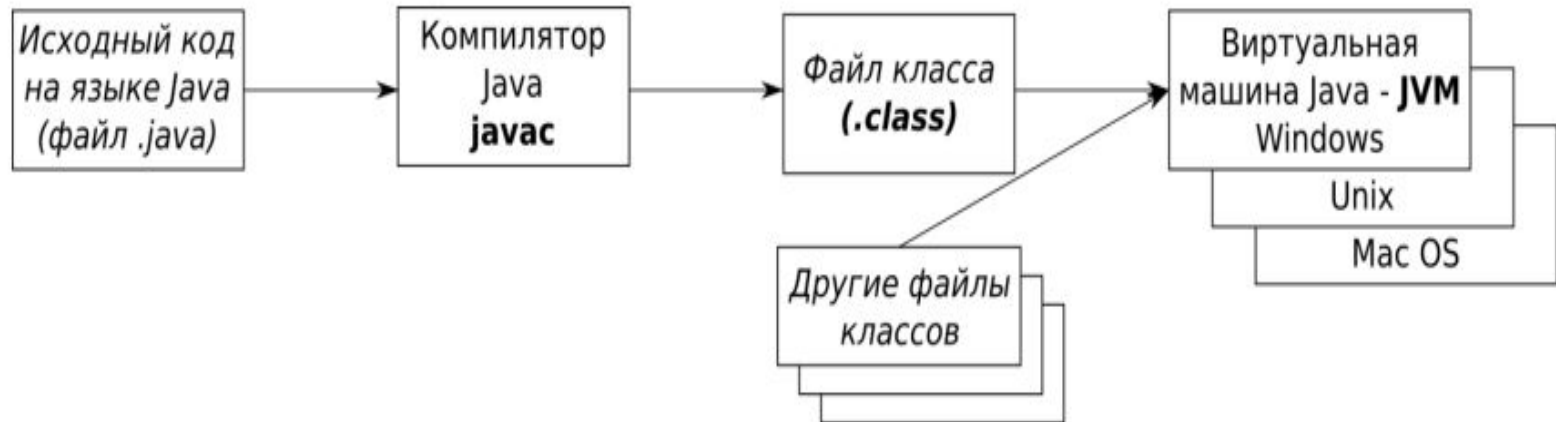 Исходный код
на языке Java
(файл .java)
Компилятор
Java
javac
Файл класса
(.class)
Виртуальная
машина Java - JVM
Windows
Unix
Mac OS
Другие файлы
классов